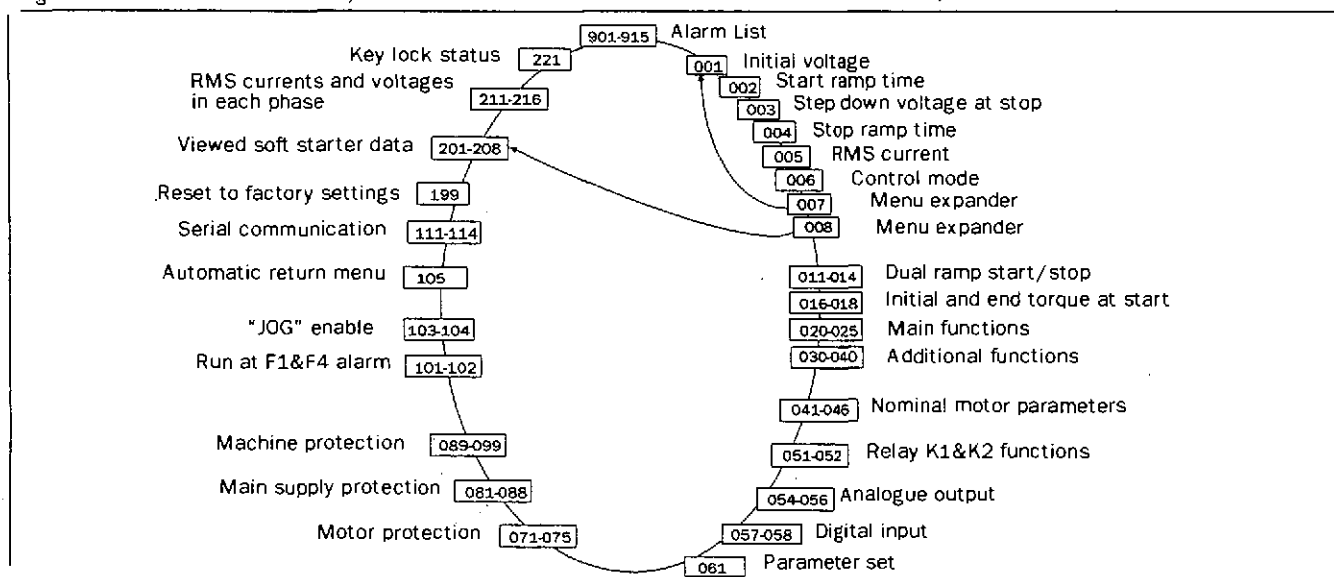 901-915 Alarm List
Key lock status 221
001 Initial voltage
002 Start ramp time
RMS currents and voltages
in each phase 211-216
003 Step down voltage at stop
004 Stop ramp time
Viewed soft starter data 201-208
005 RMS current
006 Control mode
Reset to factory settings 199
007 Menu expander
008 Menu expander
Serial communication 111-114
Automatic return menu 105
011-014 Dual ramp start/stop
016-018 Initial and end torque at start
"JOG" enable 103-104
020-025 Main functions
Run at F1&F4 alarm 101-102
030-040 Additional functions
041-046 Nominal motor parameters
Machine protection 089-099
051-052 Relay K1&K2 functions
Main supply protection 081-088
054-056 Analogue output
Motor protection 071-075
057-058 Digital input
061 Parameter set